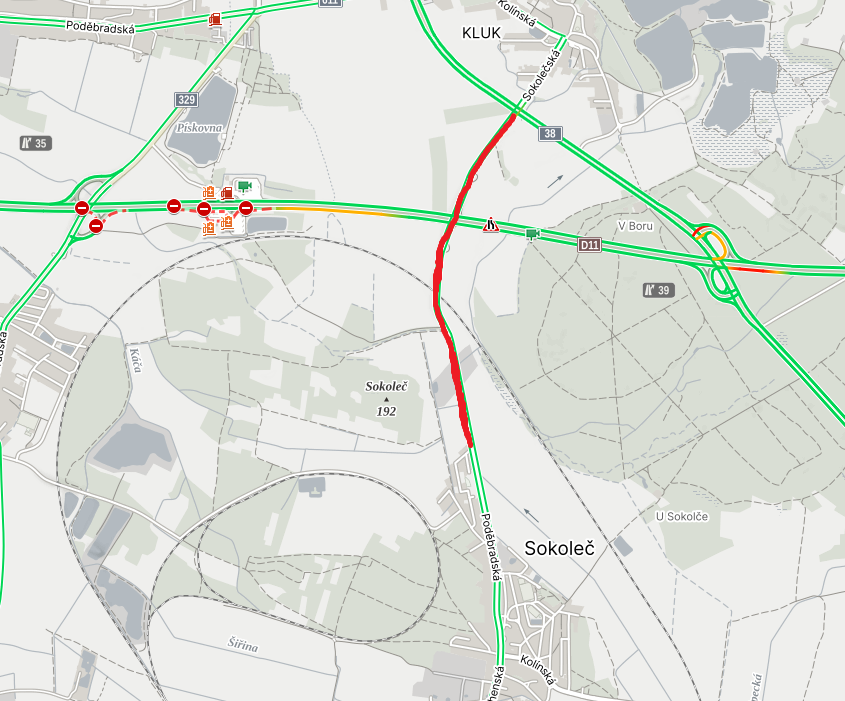 611
Kolínská
Poděbradská
KLUK
Sokolečská
329
38
Pískovna
35
V Boru
D11
39
Káča
Sokoleč
192
U Sokolče
Poděbradská
Sokoleč
Šířina
Kolínská